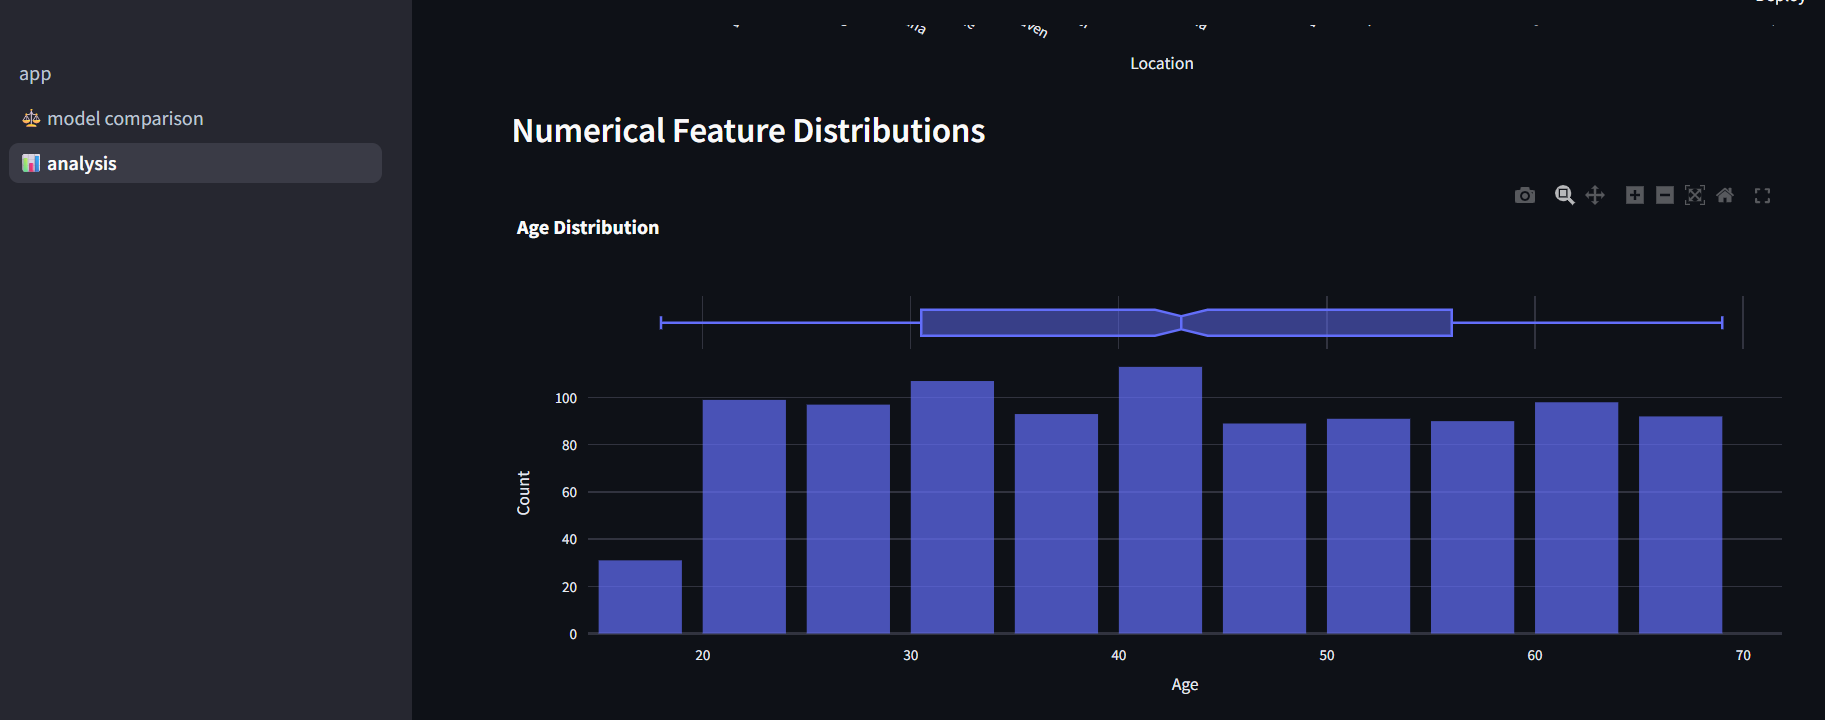 app
model comparison
analysis
Location
Numerical Feature Distributions
Age Distribution
100
80
60
40
20
0
Count
20 30 40 50 60 70
Age